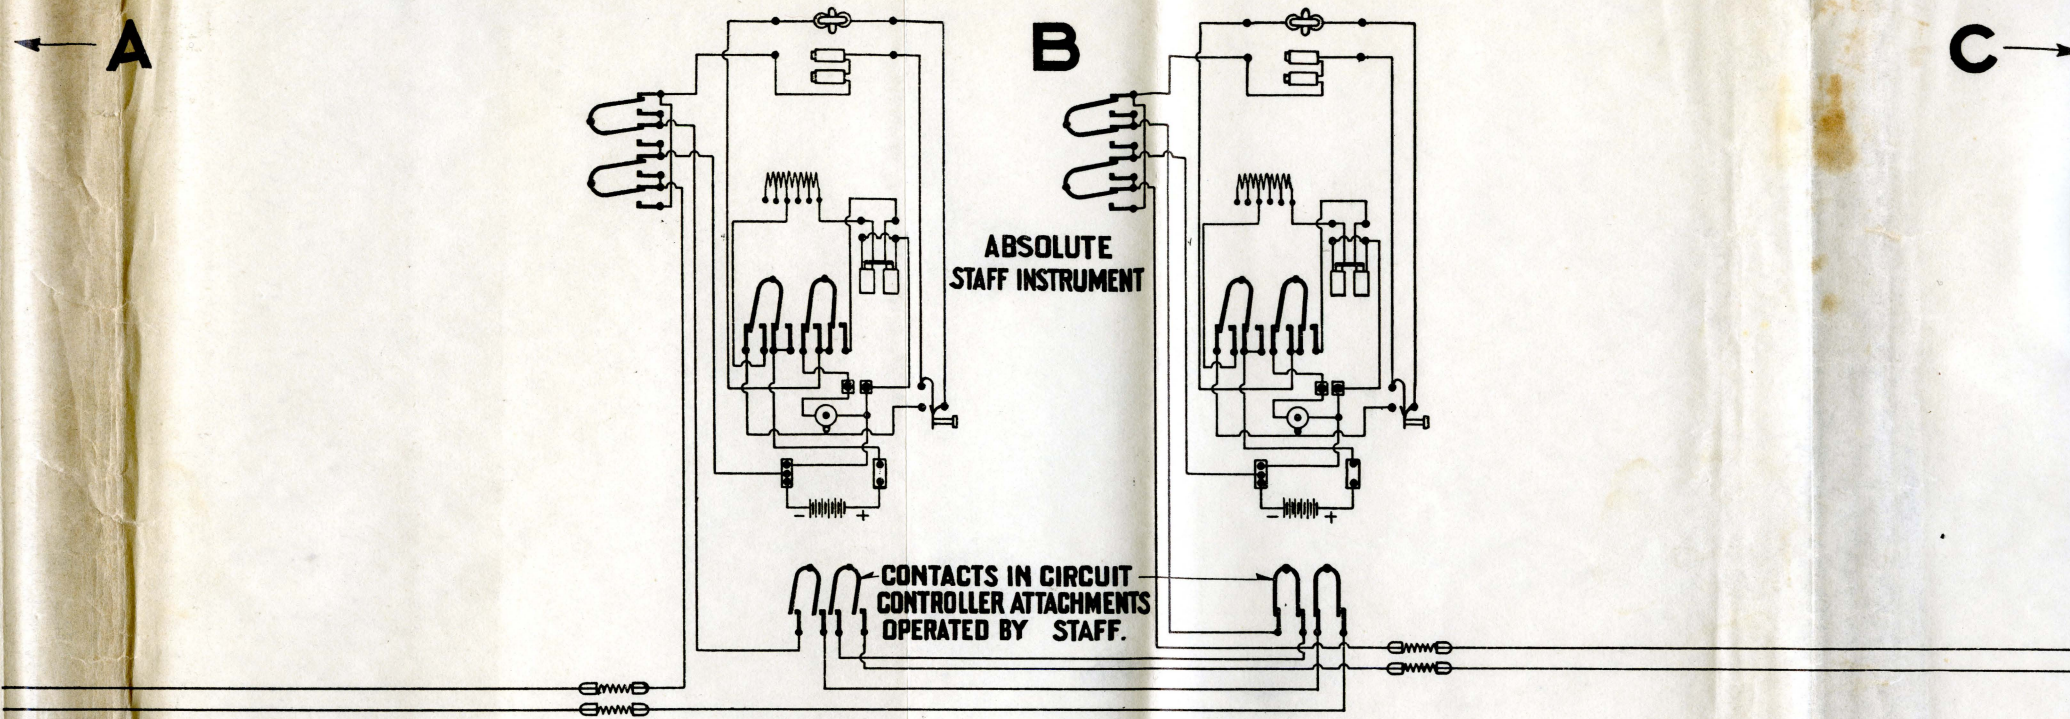 A
B
C
ABSOLUTE
STAFF INSTRUMENT
- +
- +
CONTACTS IN CIRCUIT
CONTROLLER ATTACHMENTS
OPERATED BY STAFF.